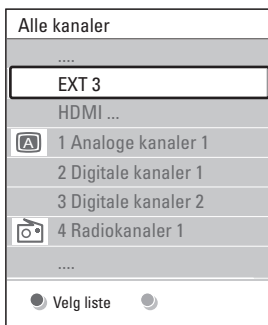 Alle kanaler
....
EXT 3
HDMI ...
A 1 Analoge kanaler 1
2 Digitale kanaler 1
3 Digitale kanaler 2
4 Radiokanaler 1
....
Velg liste